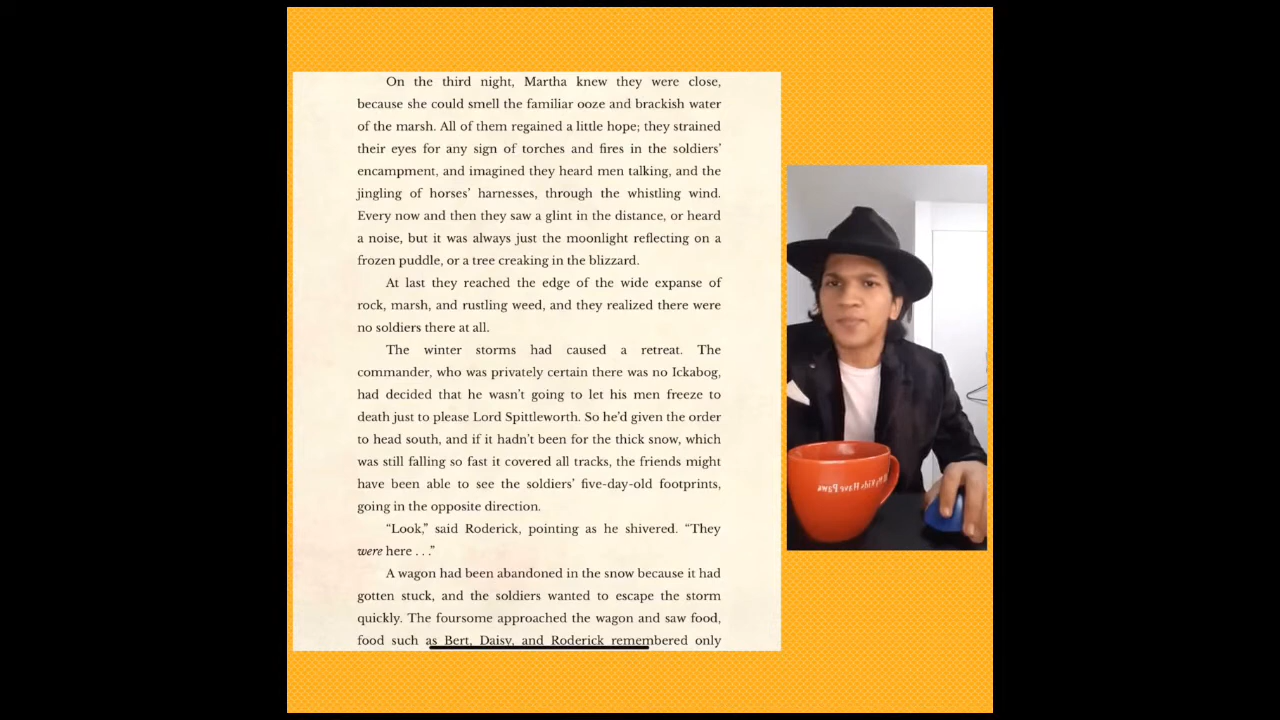 On the third night, Martha knew they were close,
because she could smell the familiar ooze and brackish water
of the marsh. All of them regained a little hope; they strained
their eyes for any sign of torches and fires in the soldiers’
encampment, and imagined they heard men talking, and the
jingling of horses’ harnesses, through the whistling wind.
Every now and then they saw a glint in the distance, or heard
a noise, but it was always just the moonlight reflecting on a
frozen puddle, or a tree creaking in the blizzard.
At last they reached the edge of the wide expanse of
rock, marsh, and rustling weed, and they realized there were
no soldiers there at all.
The winter storms had caused a retreat. The
commander, who was privately certain there was no Ickabog,
had decided that he wasn’t going to let his men freeze to
death just to please Lord Spittleworth. So he’d given the order
to head south, and if it hadn’t been for the thick snow, which
was still falling so fast it covered all tracks, the friends might
have been able to see the soldiers’ five-day-old footprints,
going in the opposite direction.
“Look,” said Roderick, pointing as he shivered. “They
were here . . .”
A wagon had been abandoned in the snow because it had
gotten stuck, and the soldiers wanted to escape the storm
quickly. The foursome approached the wagon and saw food,
food such as Bert, Daisy, and Roderick remembered only
Have Paws